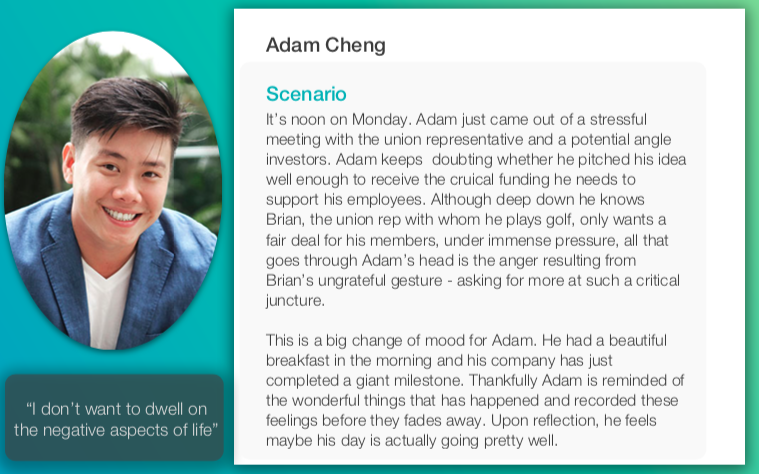 Adam Cheng
Scenario
It's noon on Monday. Adam just came out of a stressful
meeting with the union representative and a potential angle
investors. Adam keeps  doubting whether he pitched his idea
well enough to receive the cruical funding he needs to
support his employees. Although deep down he knows
Brian, the union rep with whom he plays golf, only wants a
fair deal for his members, under immense pressure, all that
goes through Adam's head is the anger resulting from
Brian's ungrateful gesture - asking for more at such a critical
juncture.
This is a big change of mood for Adam. He had a beautiful
breakfast in the morning and his company has just
completed a giant milestone. Thankfully Adam is reminded of
the wonderful things that has happened and recorded these
feelings before they fades away. Upon reflection, he feels
maybe his day is actually going pretty well.
“I don't want to dwell on
the negative aspects of life”